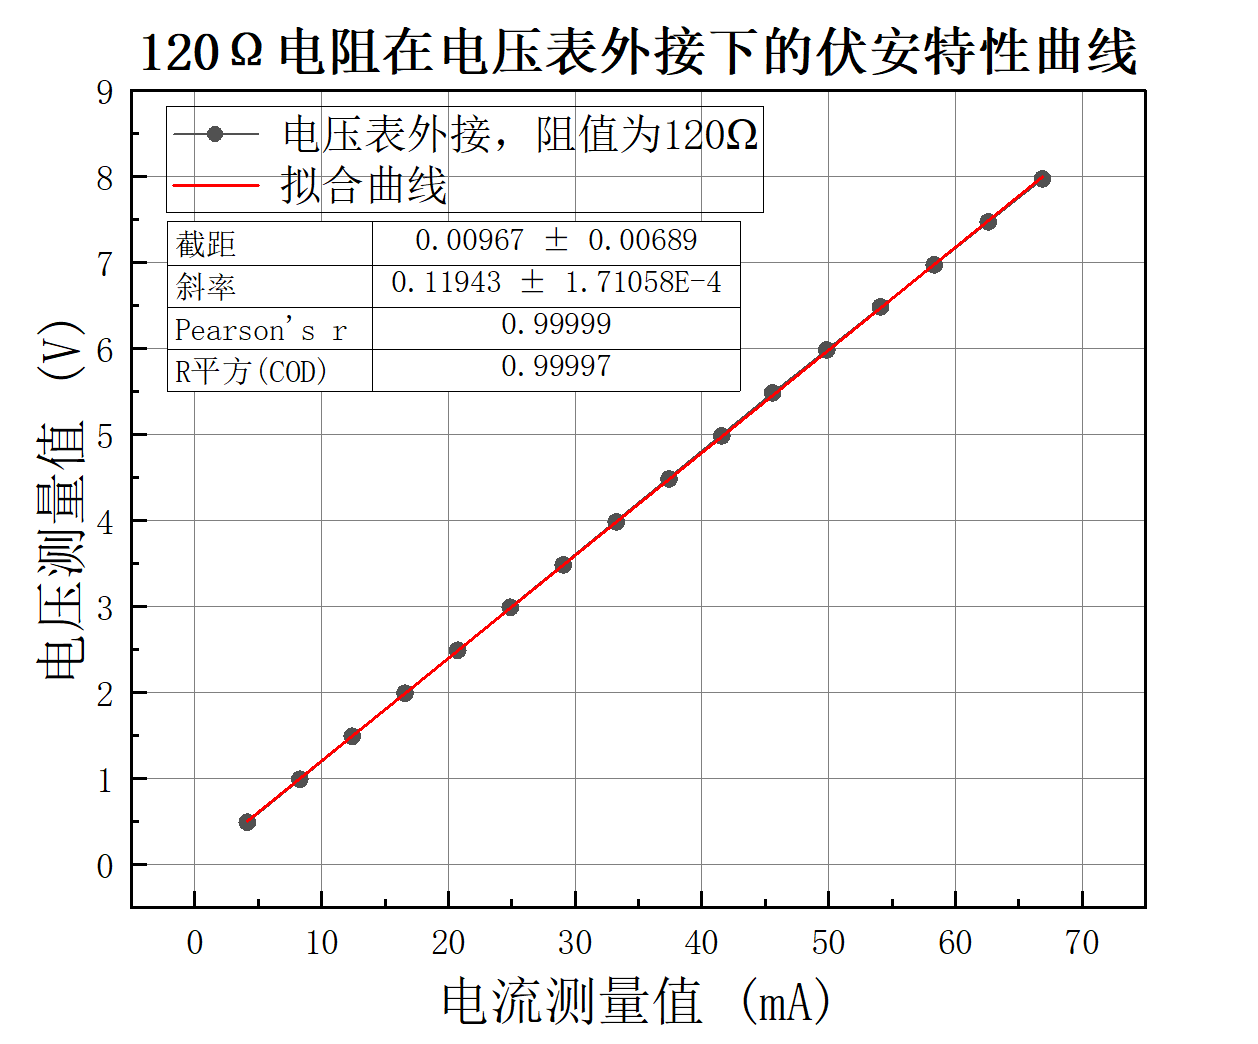 120Ω电阻在电压表外接下的伏安特性曲线
电压表外接，阻值为120Ω
拟合曲线
截距 0.00967 ± 0.00689
斜率 0.11943 ± 1.71058E-4
Pearson's r 0.99999
R平方(COD) 0.99997
电压测量值 (V)
9
8
7
6
5
4
3
2
1
0
0 10 20 30 40 50 60 70
电流测量值 (mA)